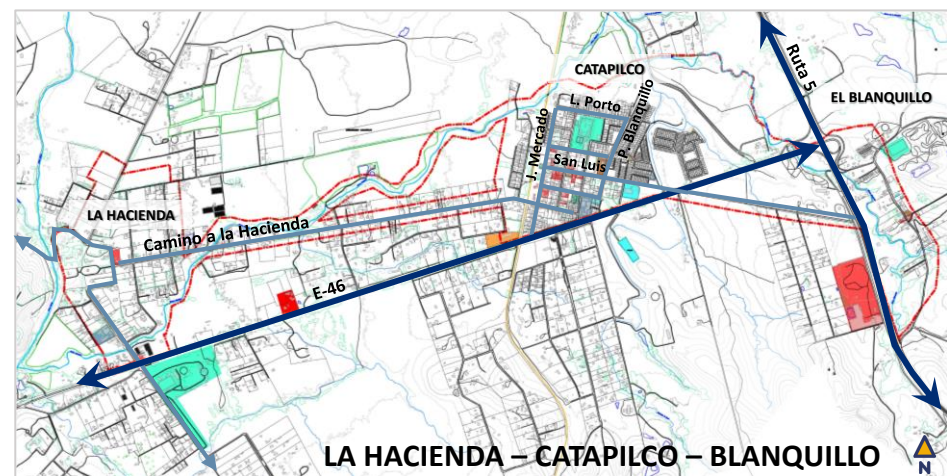 CATAPILCO
Ruta 5
EL BLANQUILLO
L. Porto
P. Blanquillo
J. Mercado
San Luis
LA HACIENDA
Camino a la Hacienda
E-46
LA HACIENDA – CATAPILCO – BLANQUILLO
N